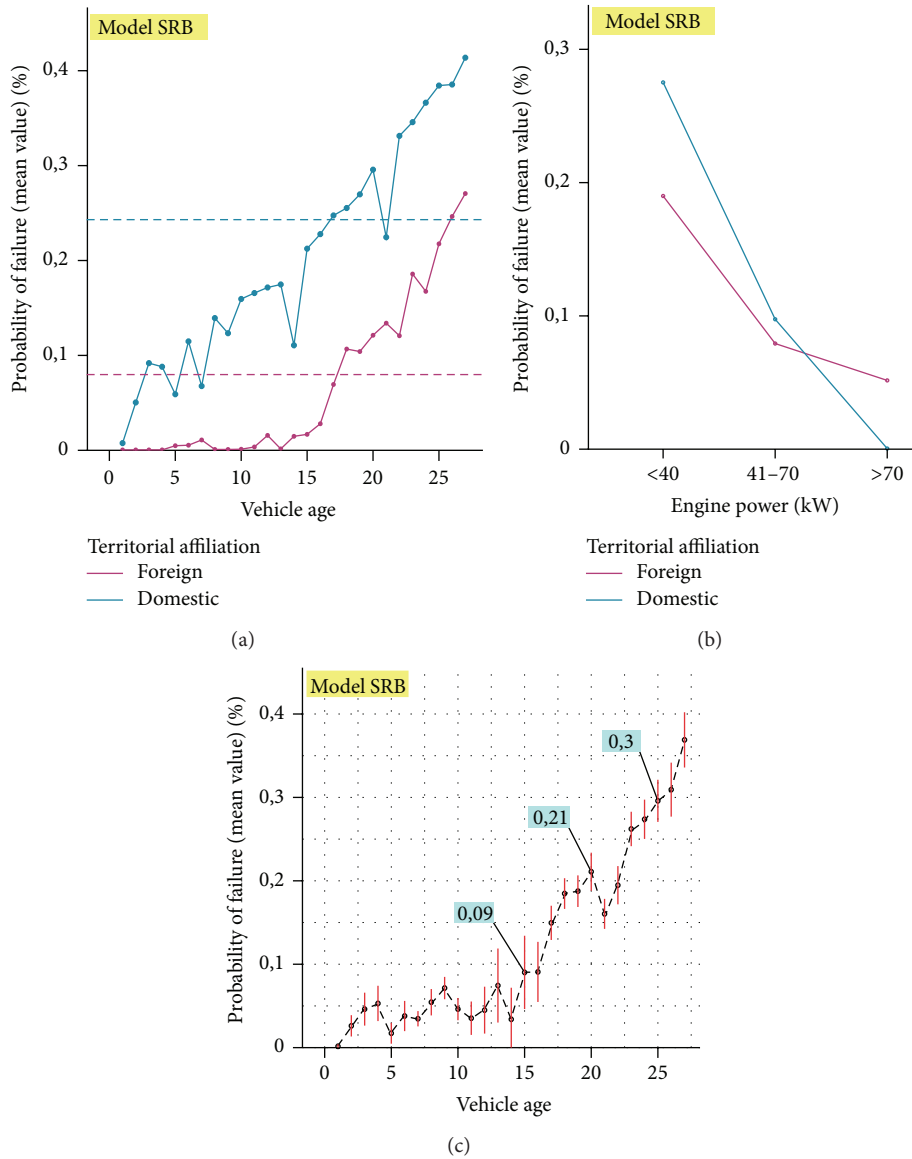 Model SRB
Probability of failure (mean value) (%)
0,4
0,3
0,2
0,1
0
0 5 10 15 20 25
Vehicle age
Territorial affiliation
Foreign
Domestic
(a)
Model SRB
Probability of failure (mean value) (%)
0,3
0,2
0,1
0
<40 41–70 >70
Engine power (kW)
Territorial affiliation
Foreign
Domestic
(b)
Model SRB
Probability of failure (mean value) (%)
0,4
0,3
0,2
0,1
0
0,3
0,21
0,09
0 5 10 15 20 25
Vehicle age
(c)